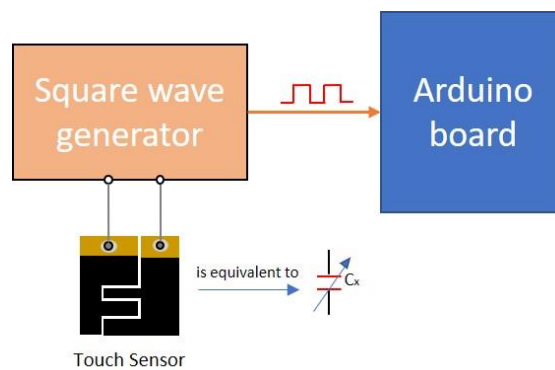 Square wave
generator
Arduino
board
is equivalent to
Cx
Touch Sensor